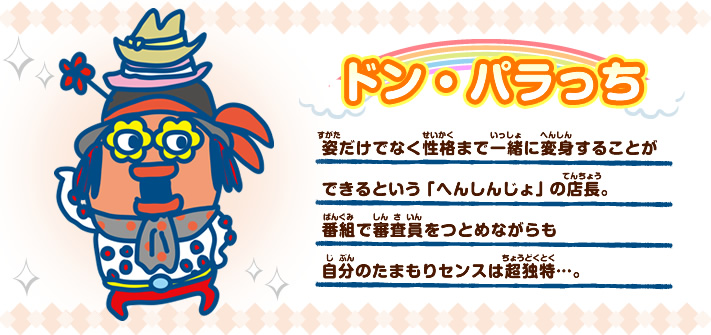 ドン・パラっち
姿だけでなく性格まで一緒に変身することが
できるという「へんしんじょ」の店長。
番組で審査員をつとめながらも
自分のたまもりセンスは超独特…。